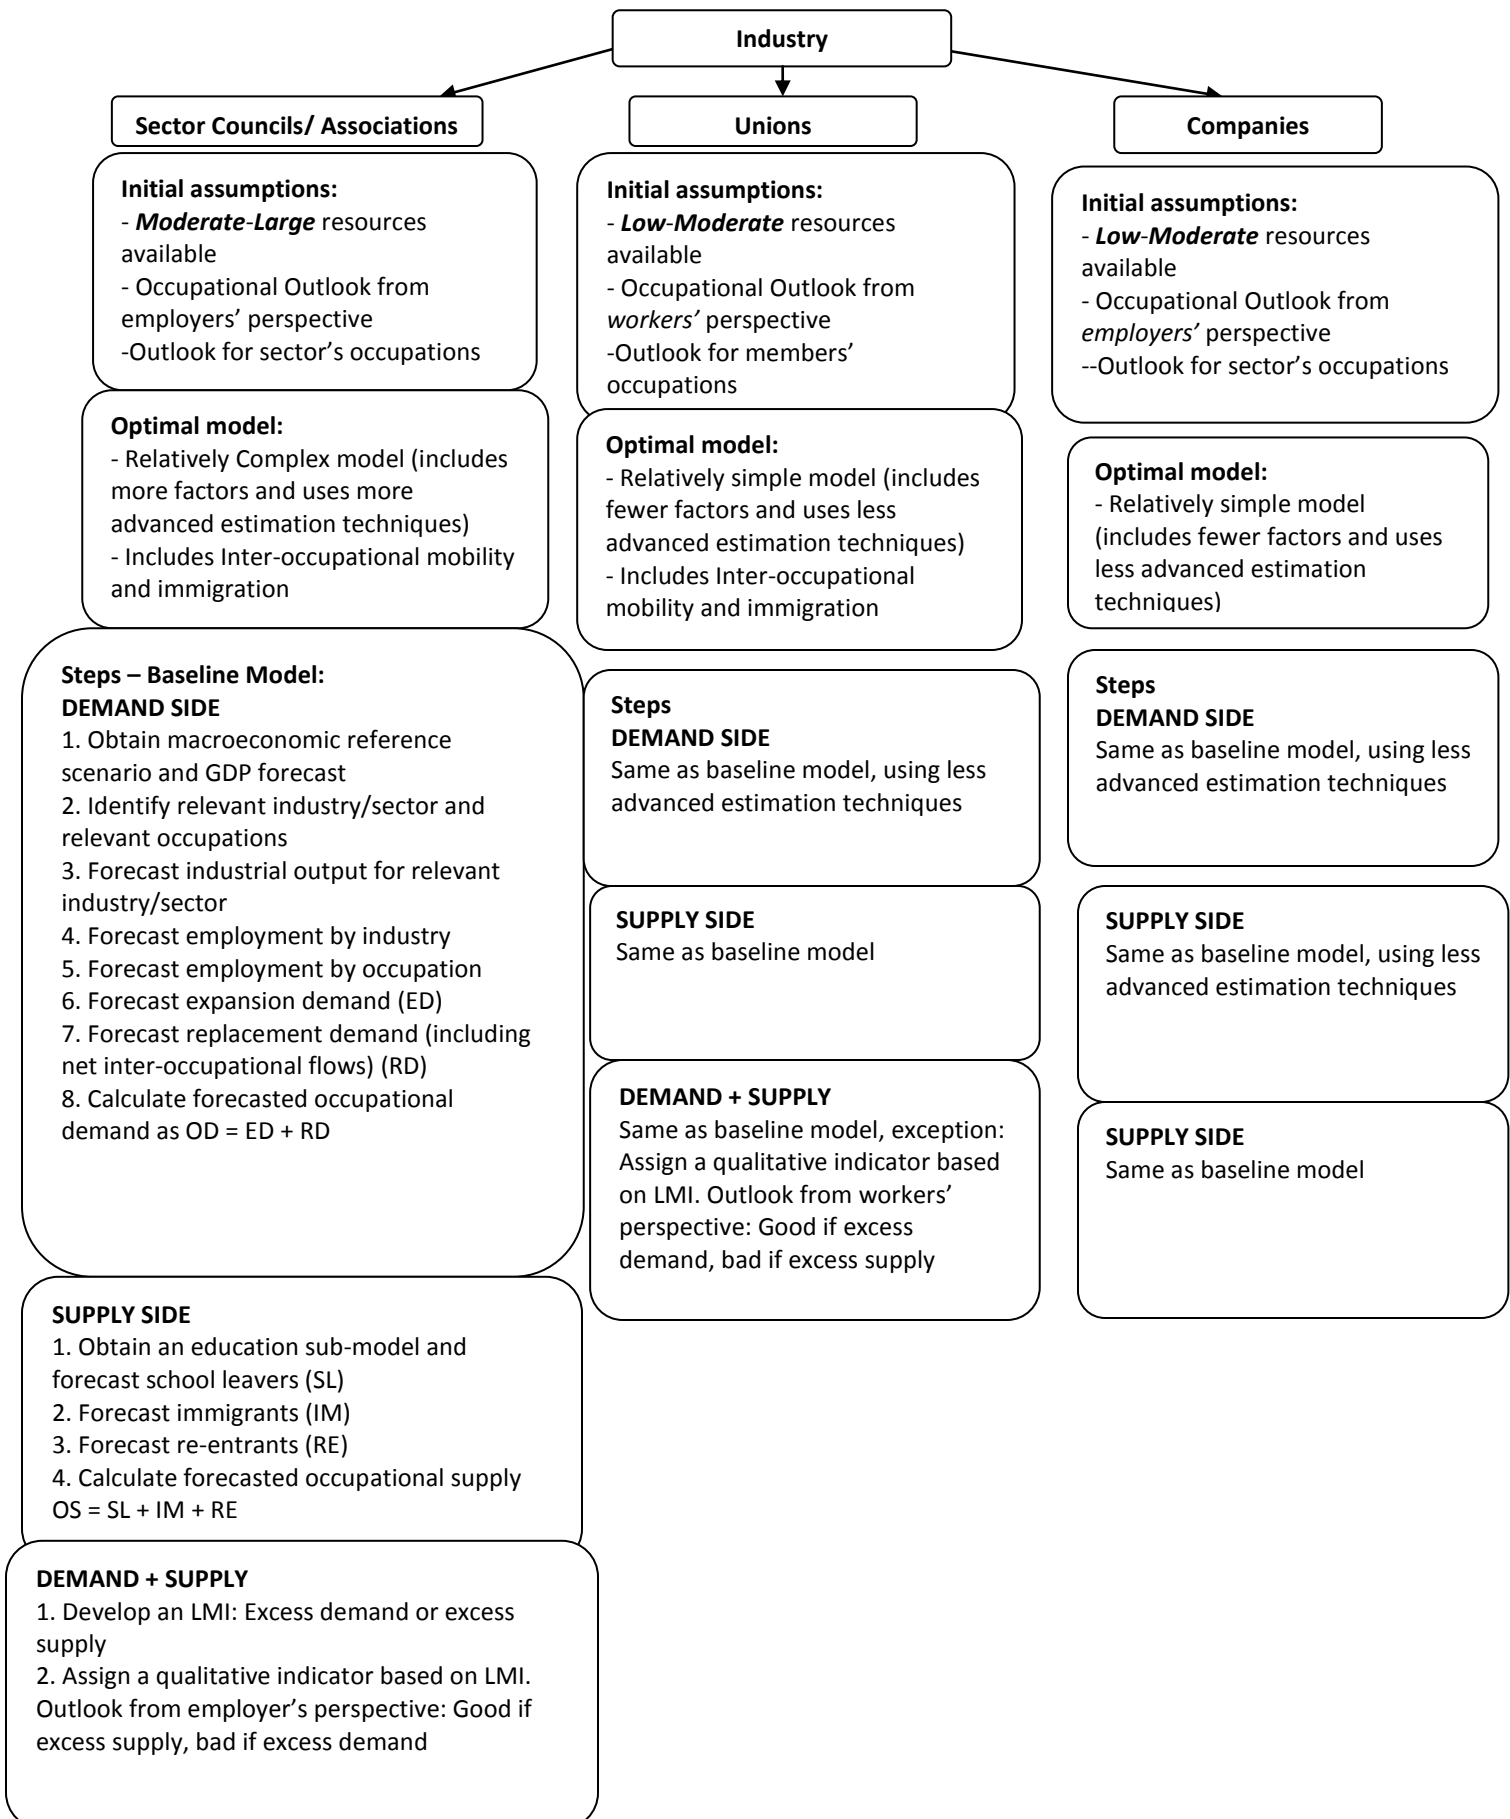 Industry
Sector Councils/ Associations
Initial assumptions:
- Moderate-Large resources
available
- Occupational Outlook from
employers’ perspective
-Outlook for sector’s occupations
Optimal model:
- Relatively Complex model (includes
more factors and uses more
advanced estimation techniques)
- Includes Inter-occupational mobility
and immigration
Steps – Baseline Model:
DEMAND SIDE
1. Obtain macroeconomic reference
scenario and GDP forecast
2. Identify relevant industry/sector and
relevant occupations
3. Forecast industrial output for relevant
industry/sector
4. Forecast employment by industry
5. Forecast employment by occupation
6. Forecast expansion demand (ED)
7. Forecast replacement demand (including
net inter-occupational flows) (RD)
8. Calculate forecasted occupational
demand as OD = ED + RD
SUPPLY SIDE
1. Obtain an education sub-model and
forecast school leavers (SL)
2. Forecast immigrants (IM)
3. Forecast re-entrants (RE)
4. Calculate forecasted occupational supply
OS = SL + IM + RE
DEMAND + SUPPLY
1. Develop an LMI: Excess demand or excess
supply
2. Assign a qualitative indicator based on LMI.
Outlook from employer’s perspective: Good if
excess supply, bad if excess demand
Unions
Initial assumptions:
- Low-Moderate resources
available
- Occupational Outlook from
workers’ perspective
-Outlook for members’
occupations
Optimal model:
- Relatively simple model (includes
fewer factors and uses less
advanced estimation techniques)
- Includes Inter-occupational
mobility and immigration
Steps
DEMAND SIDE
Same as baseline model, using less
advanced estimation techniques
SUPPLY SIDE
Same as baseline model
DEMAND + SUPPLY
Same as baseline model, exception:
Assign a qualitative indicator based
on LMI. Outlook from workers’
perspective: Good if excess
demand, bad if excess supply
Companies
Initial assumptions:
- Low-Moderate resources
available
- Occupational Outlook from
employers’ perspective
--Outlook for sector’s occupations
Optimal model:
- Relatively simple model
(includes fewer factors and uses
less advanced estimation
techniques)
Steps
DEMAND SIDE
Same as baseline model, using less
advanced estimation techniques
SUPPLY SIDE
Same as baseline model, using less
advanced estimation techniques
SUPPLY SIDE
Same as baseline model